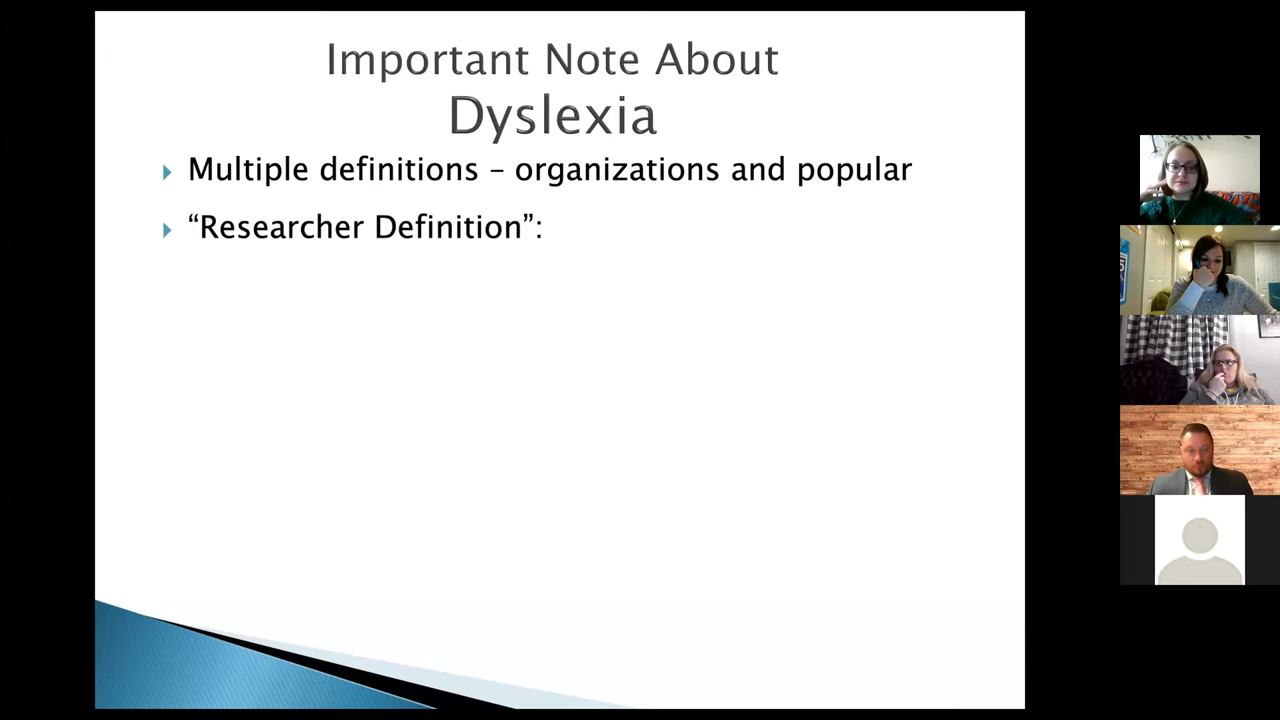 Important Note About
Dyslexia
Multiple definitions – organizations and popular
“Researcher Definition”: